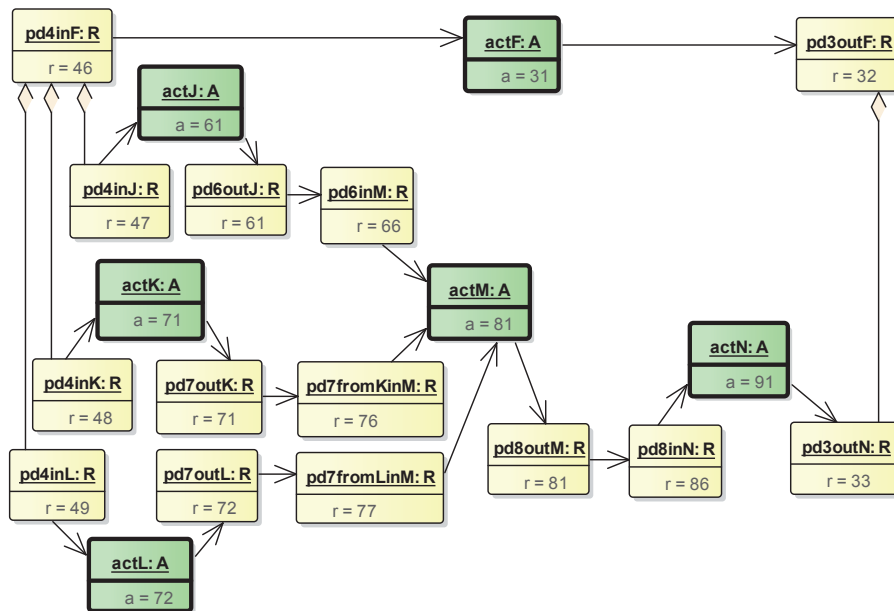 pd4inF: R
r = 46
actF: A
a = 31
pd3outF: R
r = 32
actJ: A
a = 61
pd4inJ: R
r = 47
pd6outJ: R
r = 61
pd6inM: R
r = 66
actK: A
a = 71
actM: A
a = 81
actN: A
a = 91
pd4inK: R
r = 48
pd7outK: R
r = 71
pd7fromKinM: R
r = 76
pd4inL: R
r = 49
pd7outL: R
r = 72
pd7fromLinM: R
r = 77
pd8outM: R
r = 81
pd8inN: R
r = 86
pd3outN: R
r = 33
actL: A
a = 72